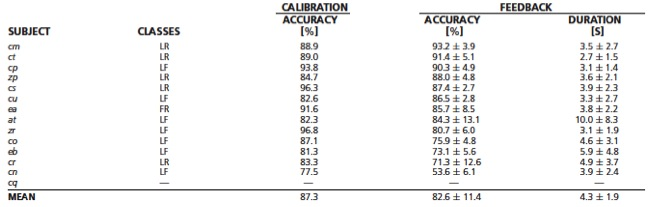 CALIBRATION FEEDBACK
SUBJECT CLASSES ACCURACY [%] ACCURACY [%] DURATION [S]
cm LR 88.9 93.2 ± 3.9 3.5 ± 2.7
ct LR 89.0 91.4 ± 5.1 2.7 ± 1.5
cp LF 93.8 90.3 ± 4.9 3.1 ± 1.4
zp LR 84.7 88.0 ± 4.8 3.6 ± 2.1
cs LR 96.3 87.4 ± 2.7 3.9 ± 2.3
cu LF 82.6 86.5 ± 2.8 3.3 ± 2.7
ea FR 91.6 85.7 ± 8.5 3.8 ± 2.2
at LF 82.3 84.3 ± 13.1 10.0 ± 8.3
zr LF 96.8 80.7 ± 6.0 3.1 ± 1.9
co LF 87.1 75.9 ± 4.8 4.6 ± 3.1
eb LF 81.3 73.1 ± 5.6 5.9 ± 4.8
cr LR 83.3 71.3 ± 12.6 4.9 ± 3.7
cn LF 77.5 53.6 ± 6.1 3.9 ± 2.4
cq — — — —
MEAN 87.3 82.6 ± 11.4 4.3 ± 1.9